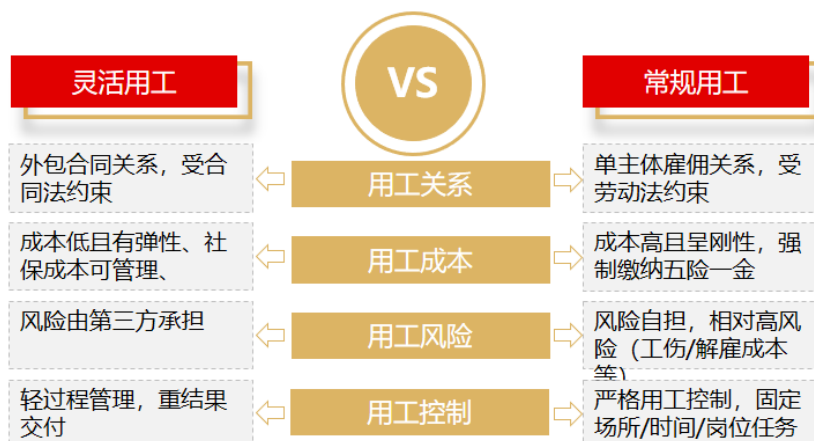 灵活用工
VS
常规用工
外包合同关系，受合
同法约束
用工关系
单主体雇佣关系，受
劳动法约束
成本低且有弹性、社
保成本可管理、
用工成本
成本高且呈刚性，强
制缴纳五险一金
风险由第三方承担
用工风险
风险自担，相对高风
险（工伤/解雇成本
等）
轻过程管理，重结果
交付
用工控制
严格用工控制，固定
场所/时间/岗位任务